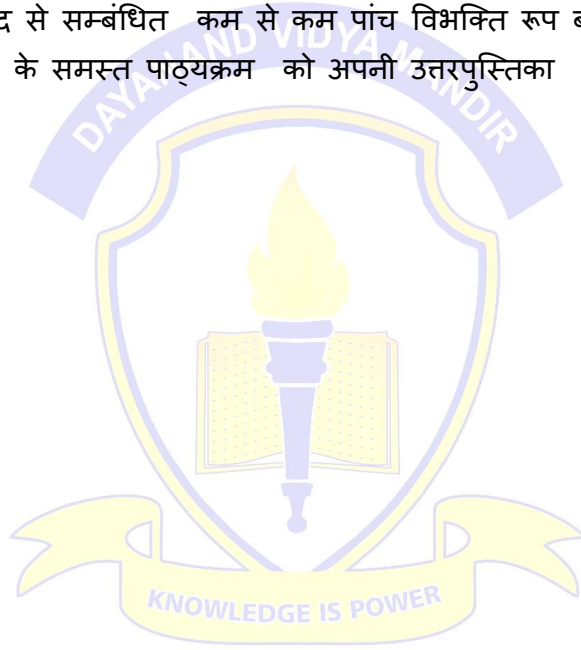 से सम्बंधित कम से कम पांच विभक्ति रूप
के समस्त पाठ्यक्रम को अपनी उत्तरपुस्तिका
DAYANAND VIDYA MANDIR
KNOWLEDGE IS POWER